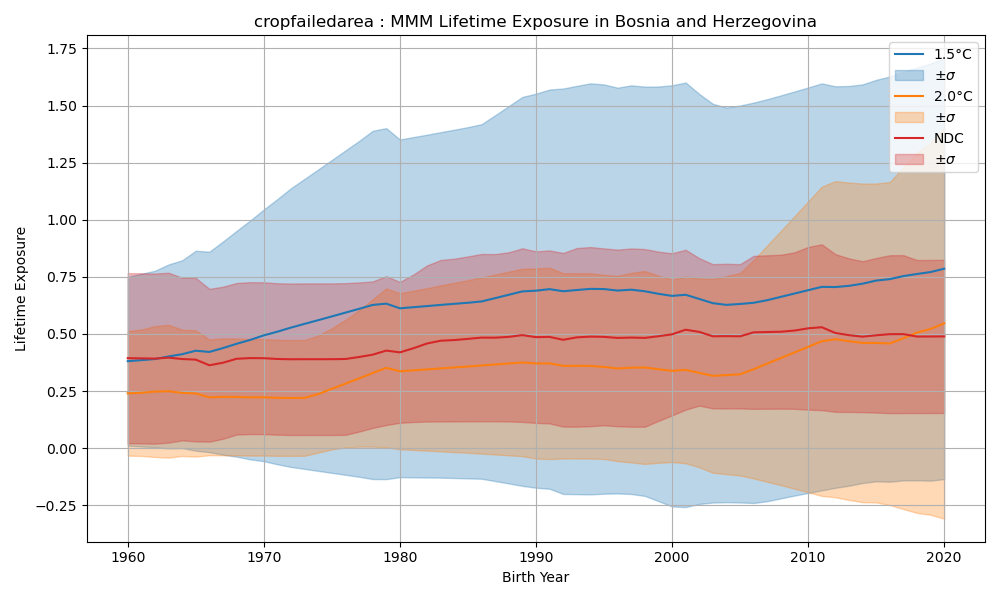 cropfailedarea : MMM Lifetime Exposure in Bosnia and Herzegovina
1.75
1.50
1.25
1.00
0.75
0.50
0.25
0.00
−0.25
Lifetime Exposure
1.5°C
±σ
2.0°C
±σ
NDC
±σ
1960 1970 1980 1990 2000 2010 2020
Birth Year